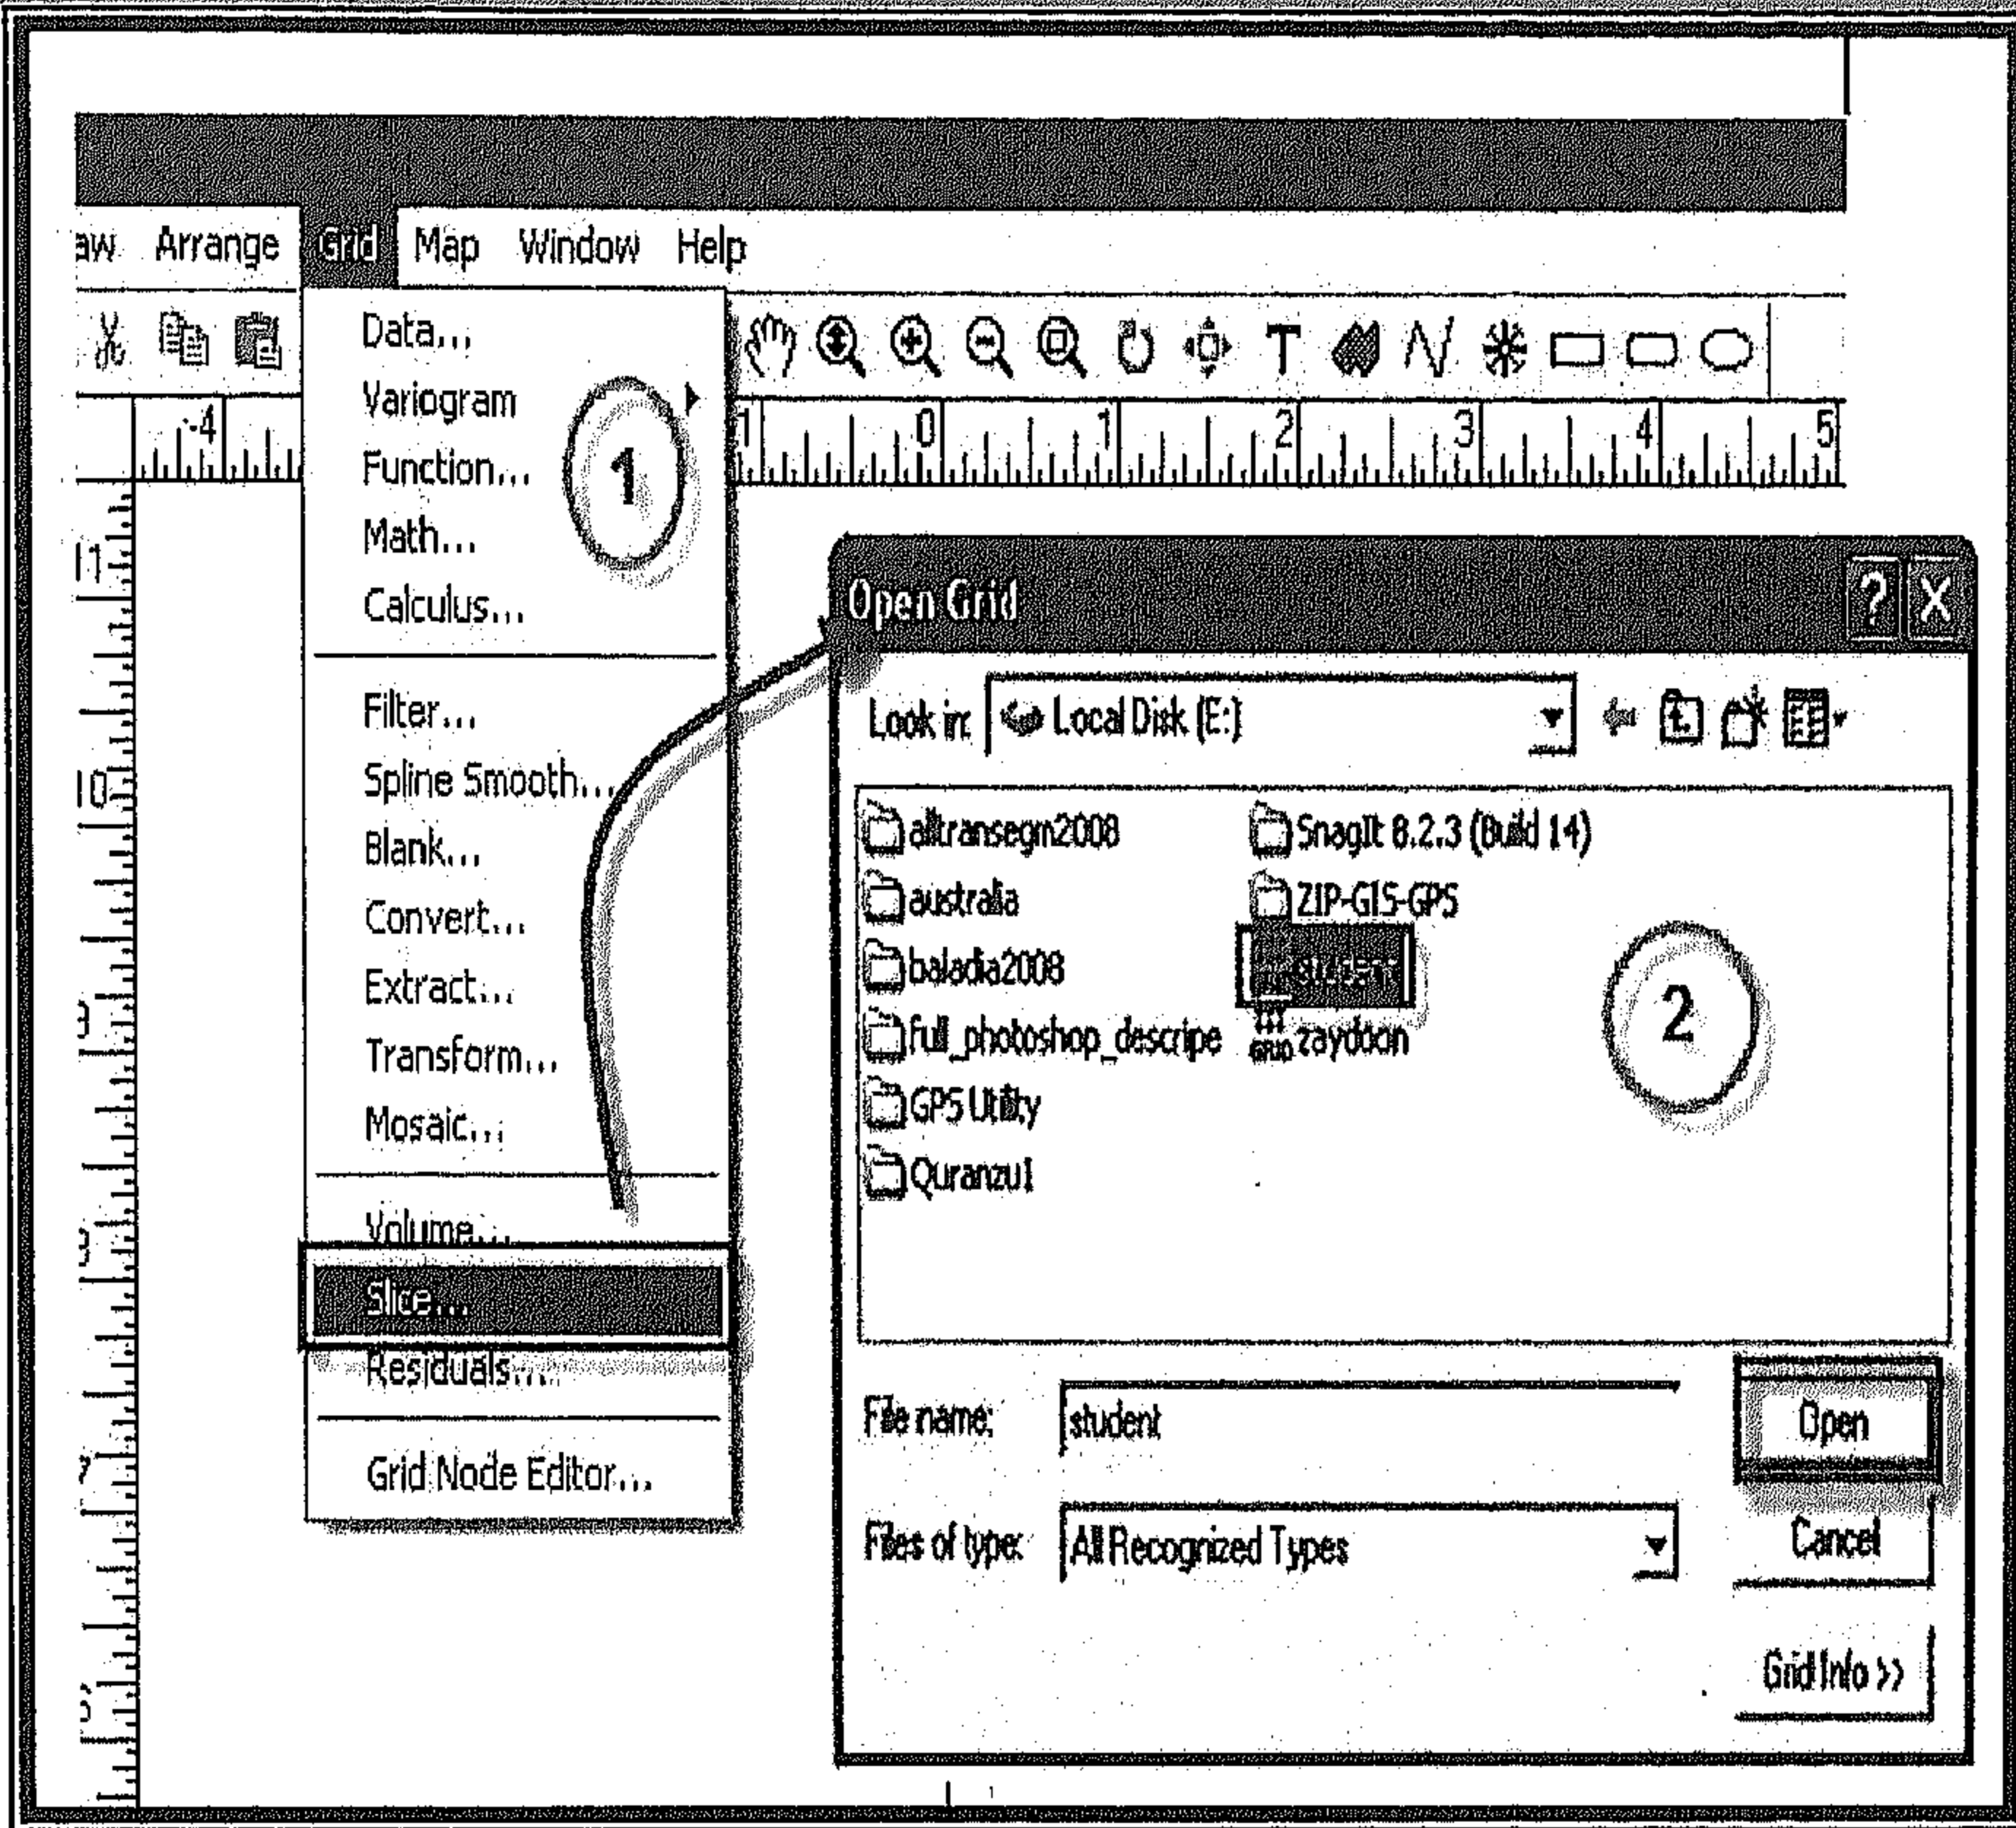 aw Arrange Grid Map Window Help
Data...
Variogram
Function...
Math...
Calculus...
Filter...
Spline Smooth...
Blank...
Convert...
Extract...
Transform...
Mosaic...
Volume...
Slice...
Residuals...
Grid Node Editor...
1
T
-4
1 0 1 2 3 4 5
11
10
Open Grid
? X
Look in: Local Disk (E:)
alltransegm2008
australia
baladia2008
full_photoshop_descripe
GPS Utility
Quranzu1
SnagIt 8.2.3 (Build 14)
ZIP-GIS-GPS
GRID zaydoon
2
File name: student
Open
Files of type: All Recognized Types
Cancel
Grid Info >>